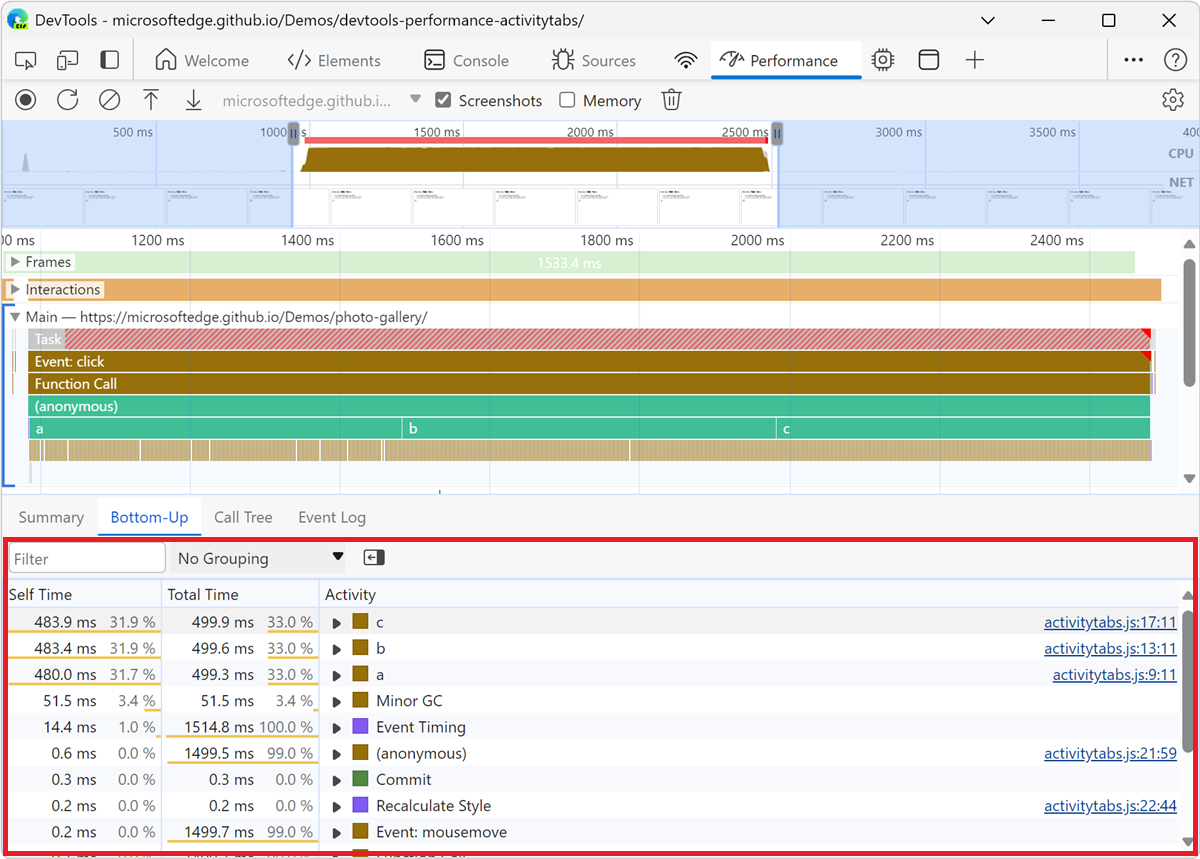 DevTools - microsoftedge.github.io/Demos/devtools-performance-activitytabs/
Welcome Elements Console Sources Performance
microsoftedge.github.i... Screenshots Memory
500 ms 1000 s 1500 ms 2000 ms 2500 ms 3000 ms 3500 ms 400
CPU
NET
00 ms 1200 ms 1400 ms 1600 ms 1800 ms 2000 ms 2200 ms 2400 ms
Frames 1533.4 ms
Interactions
Main — https://microsoftedge.github.io/Demos/photo-gallery/
Task
Event: click
Function Call
(anonymous)
a b c
Summary Bottom-Up Call Tree Event Log
Filter No Grouping
Self Time Total Time Activity
483.9 ms 31.9 % 499.9 ms 33.0 % c activitytabs.js:17:11
483.4 ms 31.9 % 499.6 ms 33.0 % b activitytabs.js:13:11
480.0 ms 31.7 % 499.3 ms 33.0 % a activitytabs.js:9:11
51.5 ms 3.4 % 51.5 ms 3.4 % Minor GC
14.4 ms 1.0 % 1514.8 ms 100.0 % Event Timing
0.6 ms 0.0 % 1499.5 ms 99.0 % (anonymous) activitytabs.js:21:59
0.3 ms 0.0 % 0.3 ms 0.0 % Commit
0.2 ms 0.0 % 0.2 ms 0.0 % Recalculate Style activitytabs.js:22:44
0.2 ms 0.0 % 1499.7 ms 99.0 % Event: mousemove